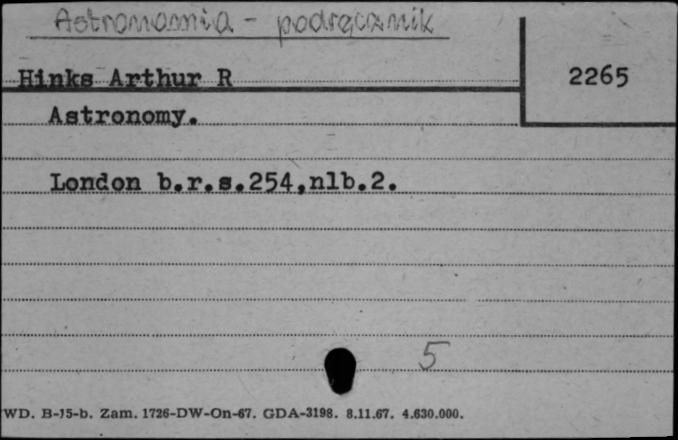 Astronomia - podręcznik
Hinks Arthur R
2265
Astronomy.
London b.r.s.254,nlb.2.
5
WD. B-15-b. Zam. 1726-DW-On-67. GDA-3198. 8.11.67. 4.630.000.